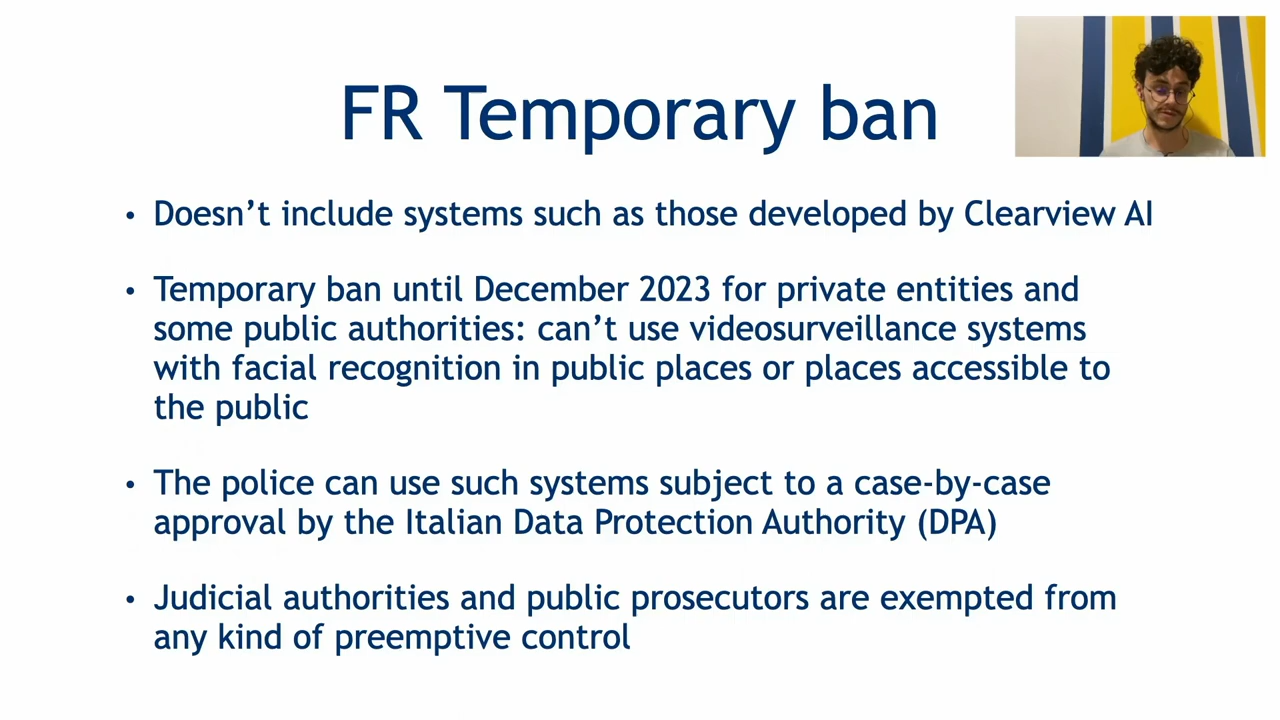 FR Temporary ban
• Doesn’t include systems such as those developed by Clearview AI
• Temporary ban until December 2023 for private entities and
some public authorities: can’t use videosurveillance systems
with facial recognition in public places or places accessible to
the public
• The police can use such systems subject to a case-by-case
approval by the Italian Data Protection Authority (DPA)
• Judicial authorities and public prosecutors are exempted from
any kind of preemptive control